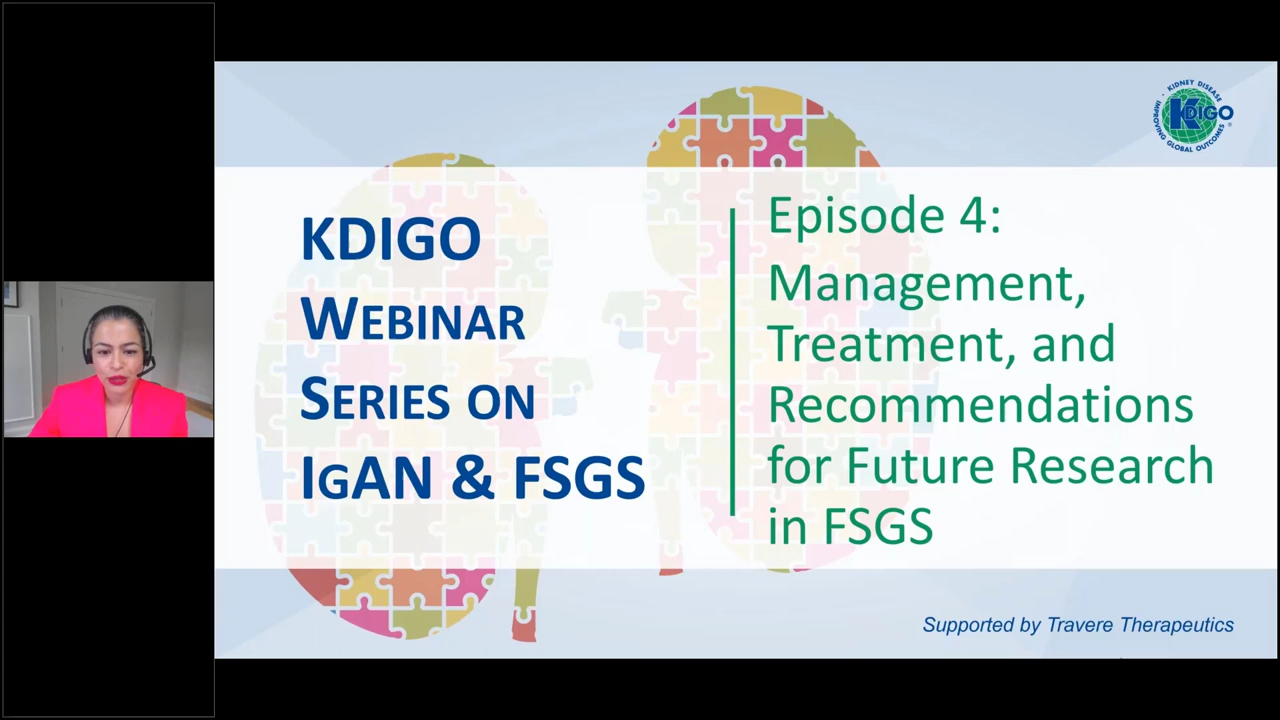 KIDNEY DISEASE
KDIGO
IMPROVING GLOBAL OUTCOMES
®
KDIGO
WEBINAR
SERIES ON
IGAN & FSGS
Episode 4:
Management,
Treatment, and
Recommendations
for Future Research
in FSGS
Supported by Travere Therapeutics